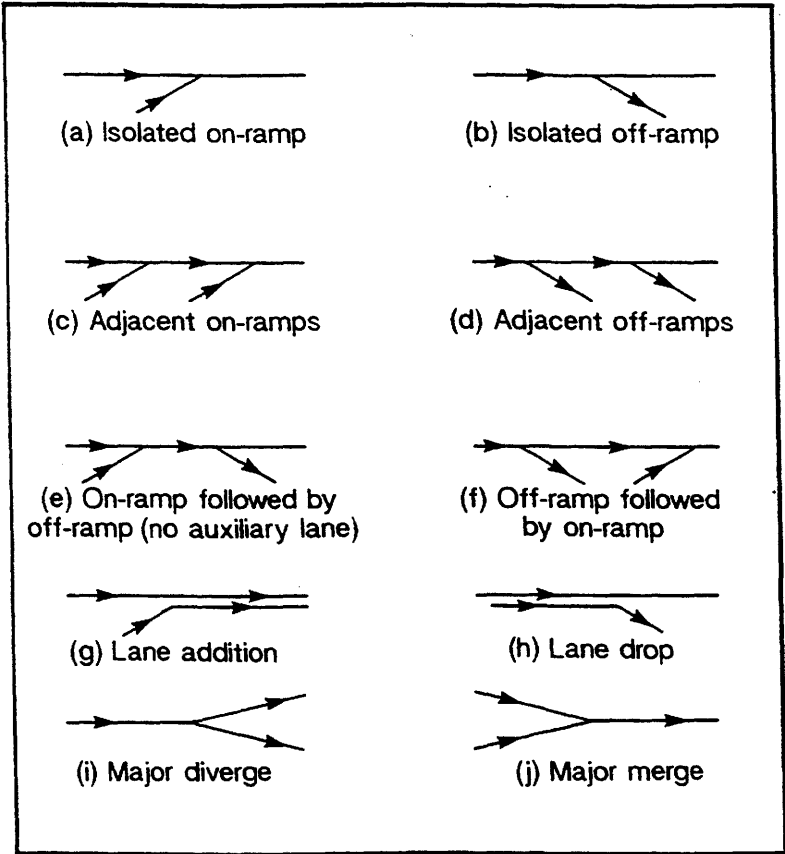 (a) Isolated on-ramp
(b) Isolated off-ramp
(c) Adjacent on-ramps
(d) Adjacent off-ramps
(e) On-ramp followed by
off-ramp (no auxiliary lane)
(f) Off-ramp followed
by on-ramp
(g) Lane addition
(h) Lane drop
(i) Major diverge
(j) Major merge